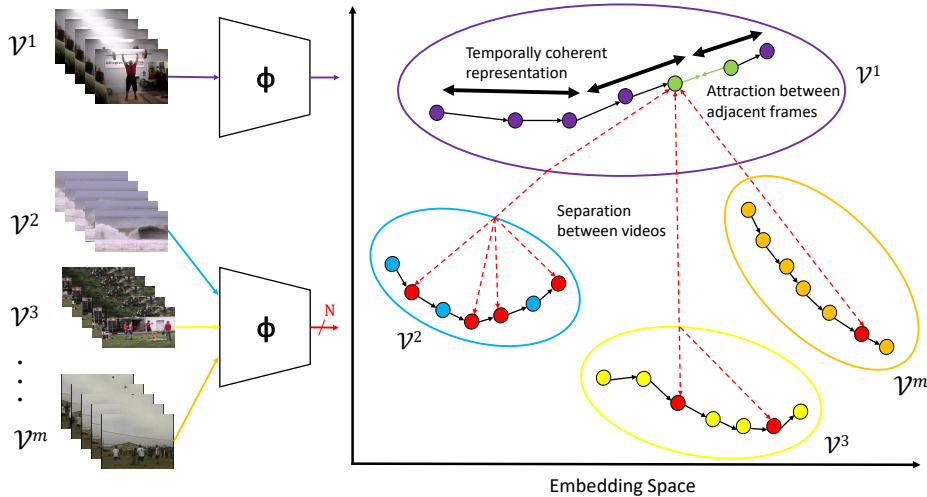 𝒱¹
ϕ
𝒱²
𝒱³
𝒱ᵐ
ϕ
N
Temporally coherent
representation
𝒱¹
Attraction between
adjacent frames
Separation
between videos
𝒱²
𝒱ᵐ
𝒱³
Embedding Space